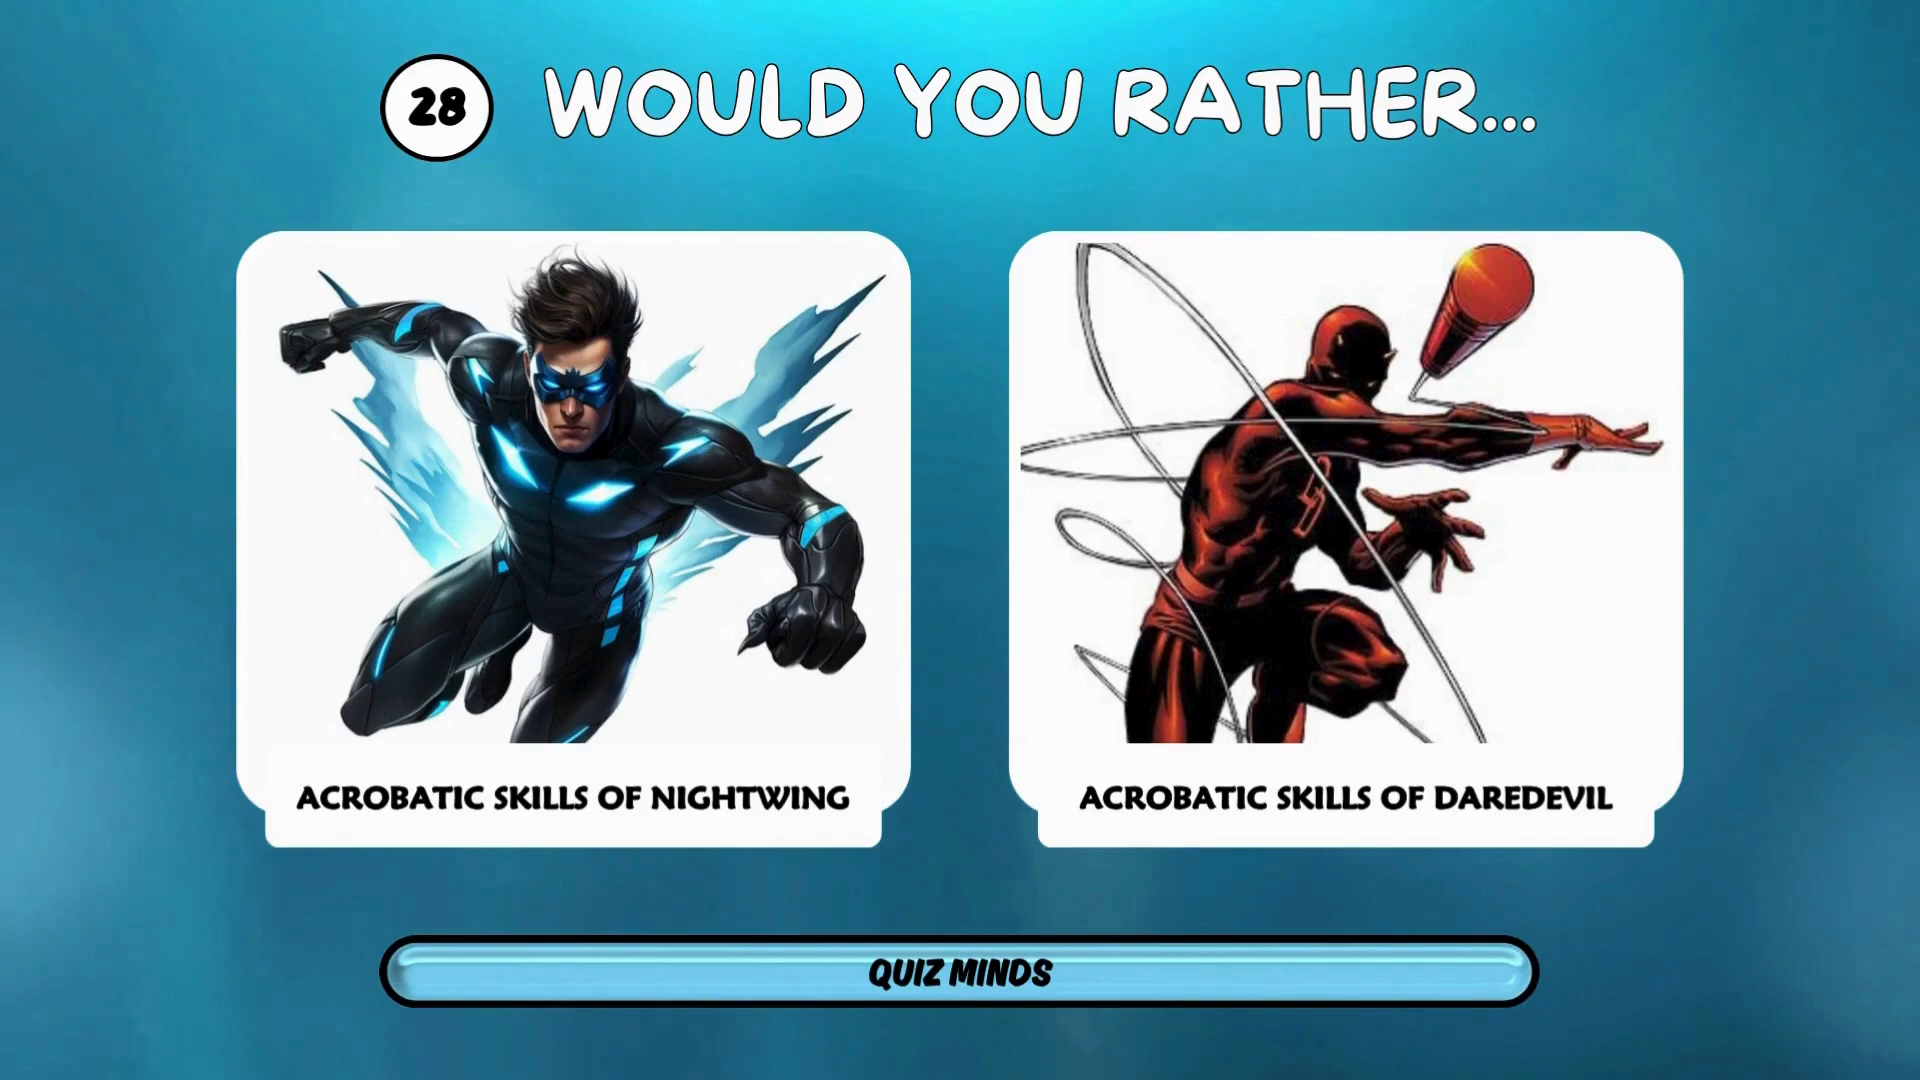 28
WOULD YOU RATHER...
ACROBATIC SKILLS OF NIGHTWING
ACROBATIC SKILLS OF DAREDEVIL
QUIZ MINDS